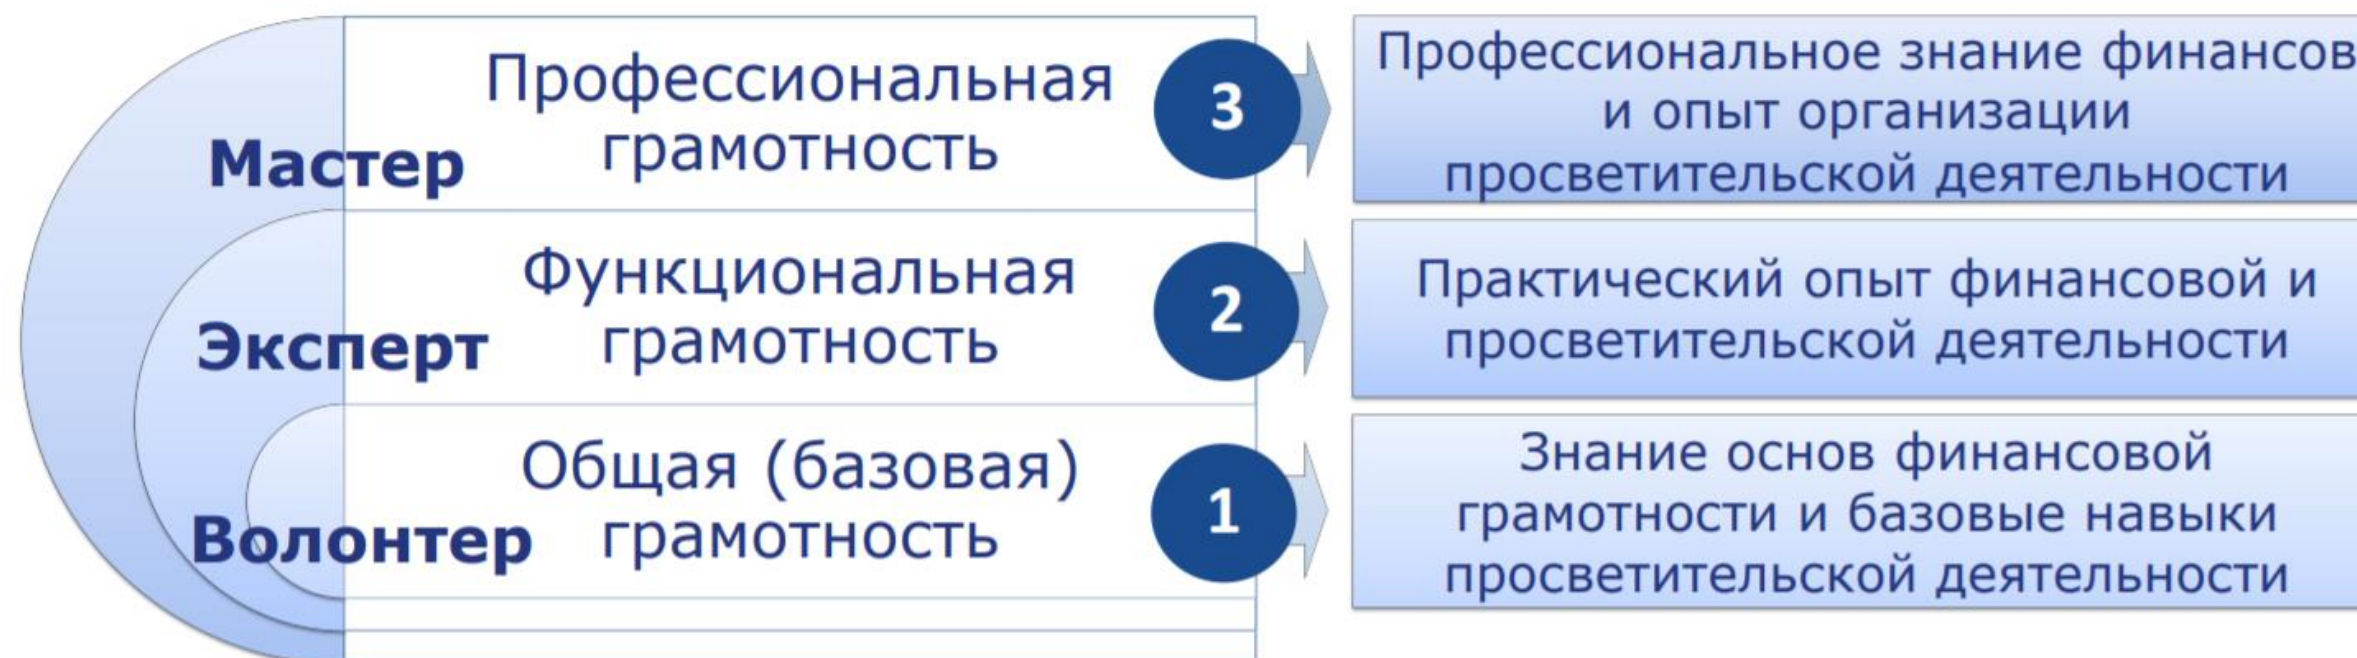 Мастер
Профессиональная
грамотность
3
Профессиональное знание финансов
и опыт организации
просветительской деятельности
Эксперт
Функциональная
грамотность
2
Практический опыт финансовой и
просветительской деятельности
Волонтер
Общая (базовая)
грамотность
1
Знание основ финансовой
грамотности и базовые навыки
просветительской деятельности